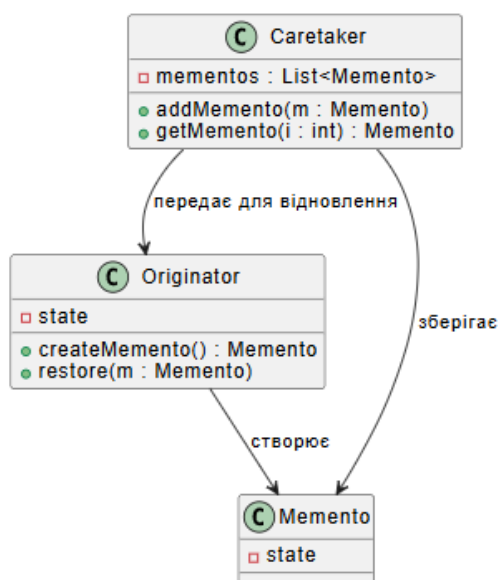 C Caretaker
mementos : List<Memento>
addMemento(m : Memento)
getMemento(i : int) : Memento
передає для відновлення
C Originator
state
зберігає
createMemento() : Memento
restore(m : Memento)
створює
C Memento
state